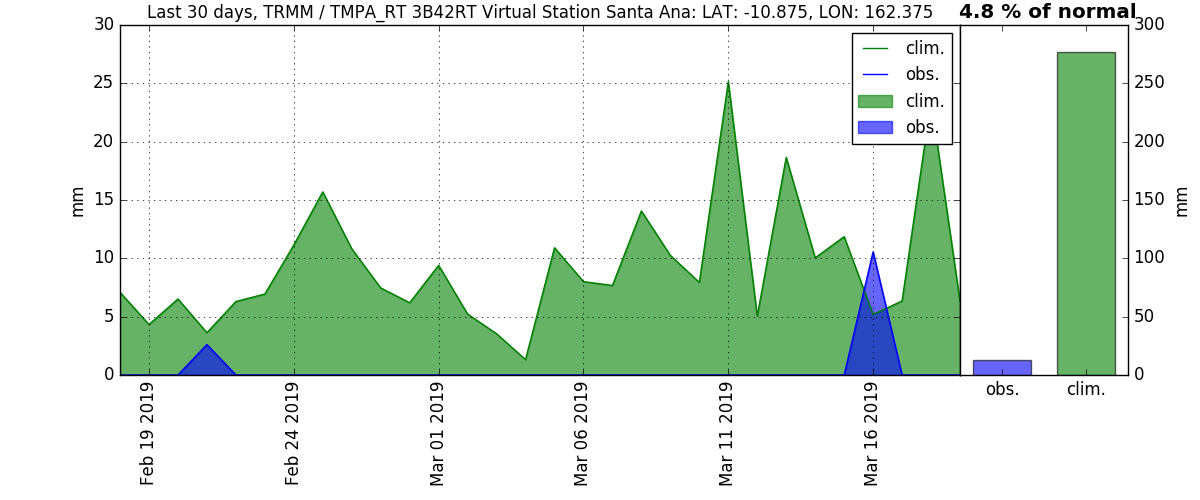 Last 30 days, TRMM / TMPA_RT 3B42RT Virtual Station Santa Ana: LAT: -10.875, LON: 162.375
4.8 % of normal
30
25
20
15
10
5
0
mm
clim.
obs.
clim.
obs.
300
250
200
150
100
50
0
mm
Feb 19 2019
Feb 24 2019
Mar 01 2019
Mar 06 2019
Mar 11 2019
Mar 16 2019
obs.
clim.